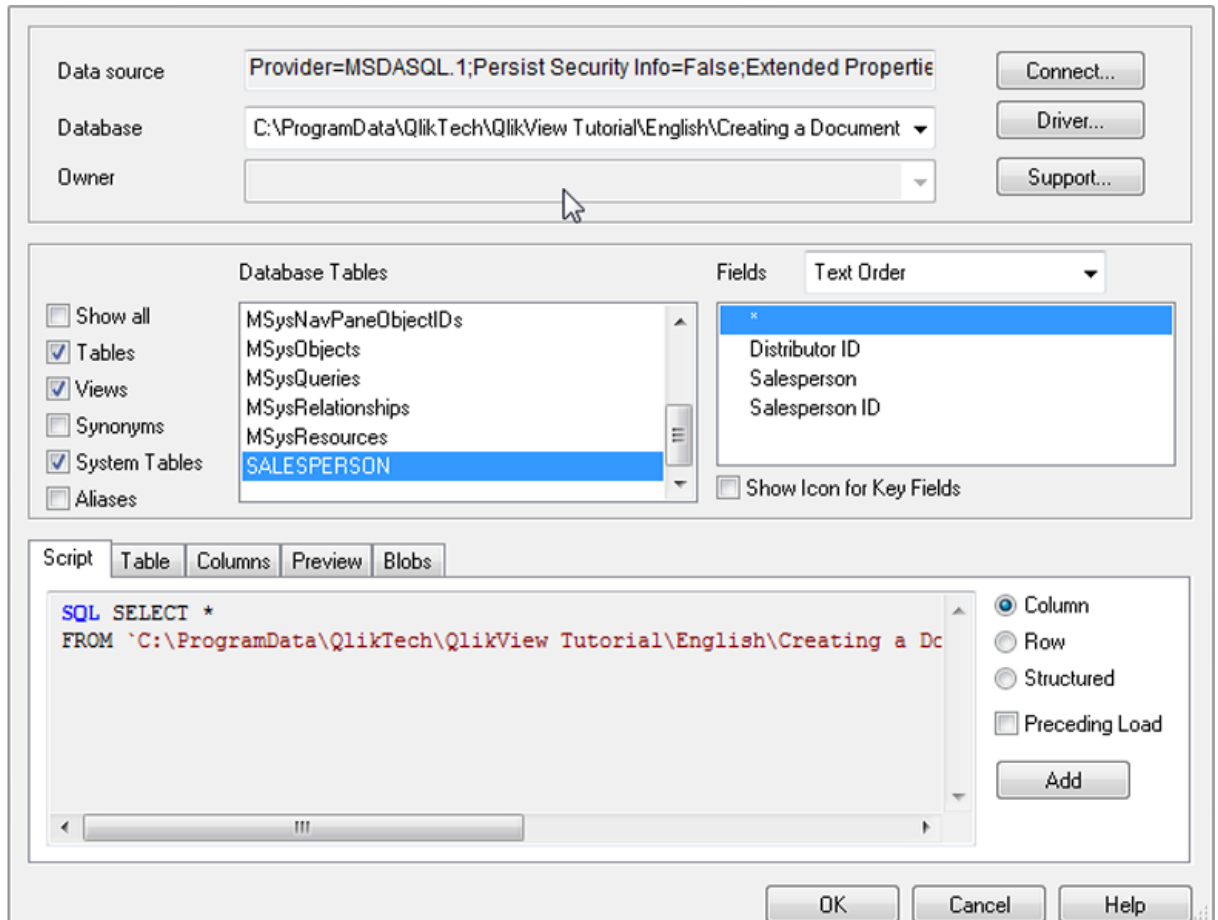 Data source
Provider=MSDASQL.1;Persist Security Info=False;Extended Propertie
Connect...
Database
C:\ProgramData\QlikTech\QlikView Tutorial\English\Creating a Document
Driver...
Owner
Support...
Database Tables
Fields
Text Order
Show all
Tables
Views
Synonyms
System Tables
Aliases
MSysNavPaneObjectIDs
MSysObjects
MSysQueries
MSysRelationships
MSysResources
SALESPERSON
*
Distributor ID
Salesperson
Salesperson ID
Show Icon for Key Fields
Script
Table
Columns
Preview
Blobs
SQL SELECT *
FROM `C:\ProgramData\QlikTech\QlikView Tutorial\English\Creating a Do
Column
Row
Structured
Preceding Load
Add
OK
Cancel
Help